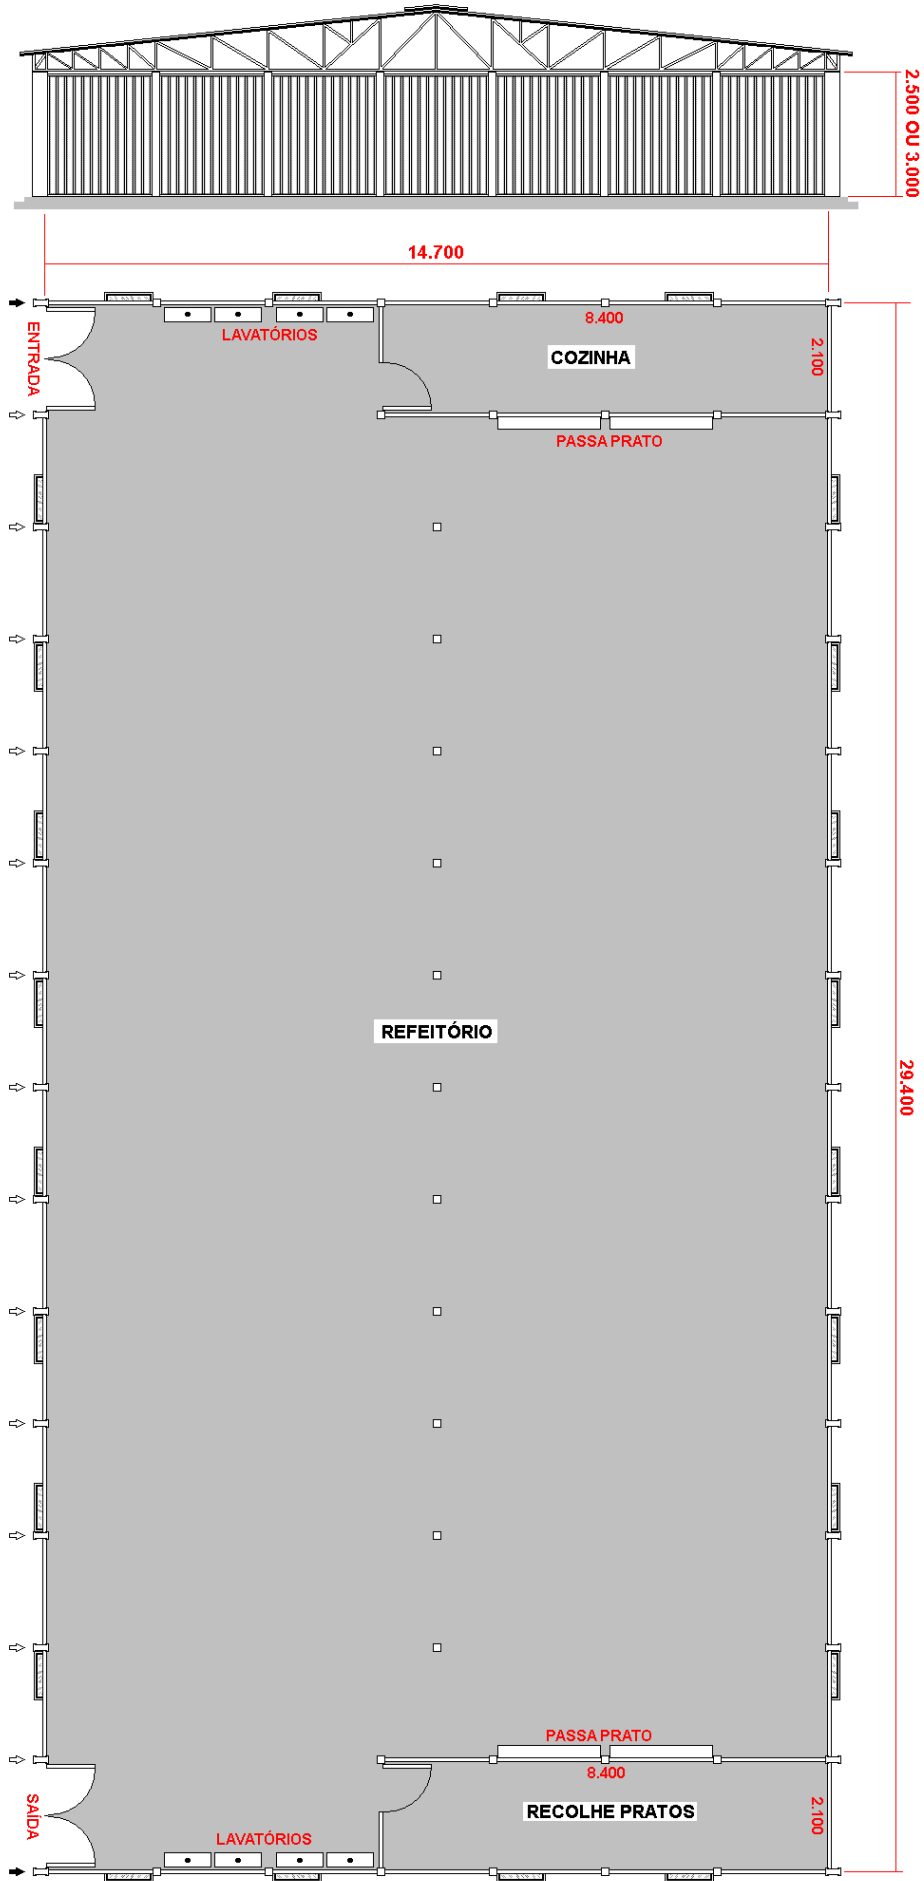 2.500 OU 3.000
14.700
ENTRADA
LAVATÓRIOS
8.400
COZINHA
2.100
PASSA PRATO
REFEITÓRIO
29.400
PASSA PRATO
8.400
SAÍDA
RECOLHE PRATOS
2.100
LAVATÓRIOS